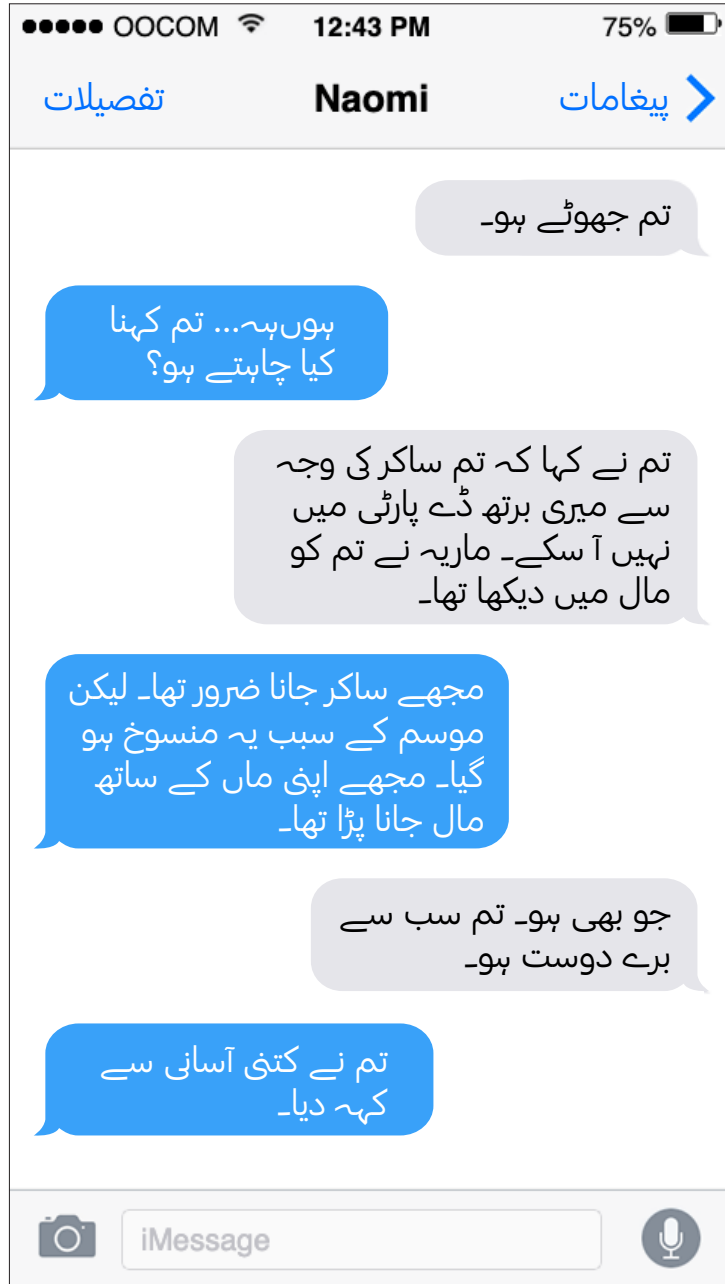 ●●●●● OOCOM 12:43 PM 75%
پیغامات Naomi تفصیلات
تم جھوٹے ہو۔
ہوں‌ہہ... تم کہنا
کیا چاہتے ہو؟
تم نے کہا کہ تم ساکر کی وجہ
سے میری برتھ ڈے پارٹی میں
نہیں آ سکے۔ ماریہ نے تم کو
مال میں دیکھا تھا۔
مجھے ساکر جانا ضرور تھا۔ لیکن
موسم کے سبب یہ منسوخ ہو
گیا۔ مجھے اپنی ماں کے ساتھ
مال جانا پڑا تھا۔
جو بھی ہو۔ تم سب سے
برے دوست ہو۔
تم نے کتنی آسانی سے
کہہ دیا۔
iMessage